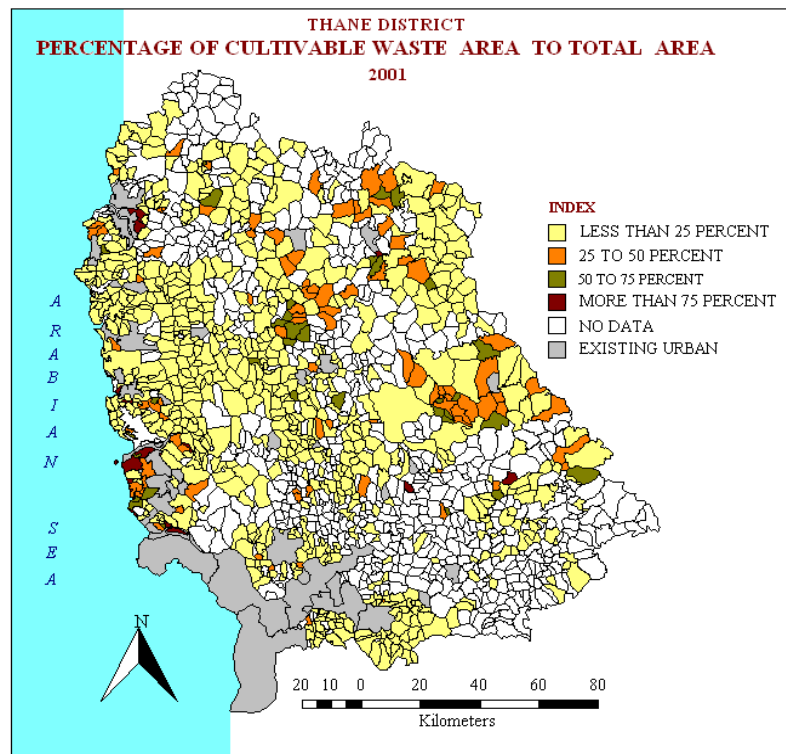 THANE DISTRICT
PERCENTAGE OF CULTIVABLE WASTE AREA TO TOTAL AREA
2001
INDEX
LESS THAN 25 PERCENT
25 TO 50 PERCENT
50 TO 75 PERCENT
MORE THAN 75 PERCENT
NO DATA
EXISTING URBAN
ARABIAN SEA
N
20 10 0 20 40 60 80
Kilometers